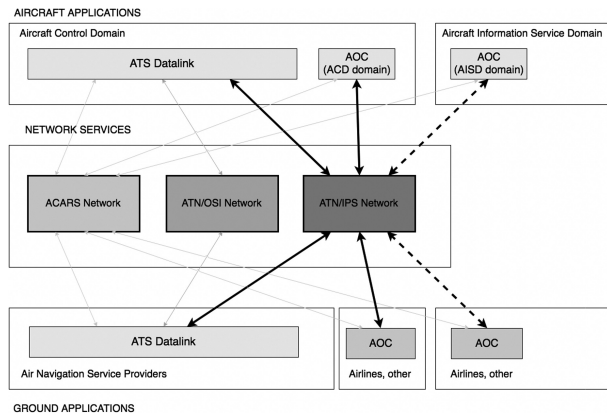 AIRCRAFT APPLICATIONS
Aircraft Control Domain
Aircraft Information Service Domain
ATS Datalink
AOC
(ACD domain)
AOC
(AISD domain)
NETWORK SERVICES
ACARS Network
ATN/OSI Network
ATN/IPS Network
ATS Datalink
AOC
AOC
Air Navigation Service Providers
Airlines, other
Airlines, other
GROUND APPLICATIONS